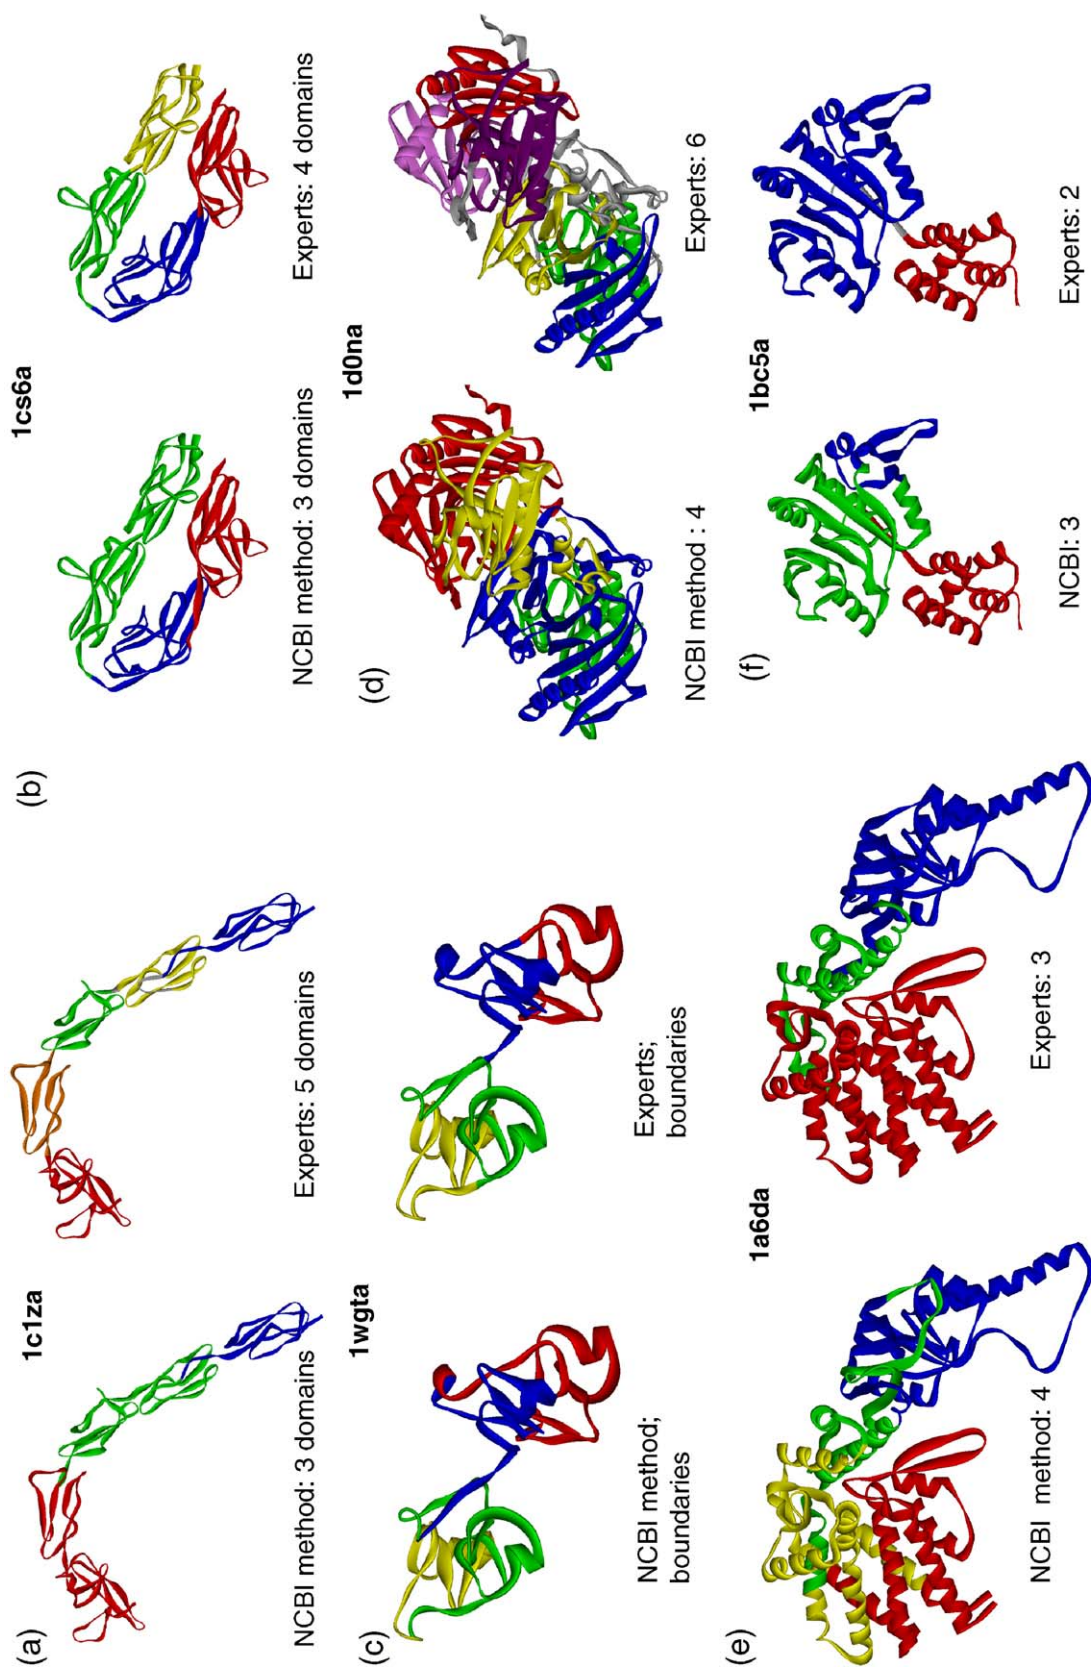 (a)
1c1za
NCBI method: 3 domains
Experts: 5 domains
(b)
1cs6a
NCBI method: 3 domains
Experts: 4 domains
(c)
1wgta
NCBI method;
boundaries
Experts;
boundaries
(d)
1d0na
NCBI method : 4
Experts: 6
(e)
1a6da
NCBI method: 4
Experts: 3
(f)
1bc5a
NCBI: 3
Experts: 2